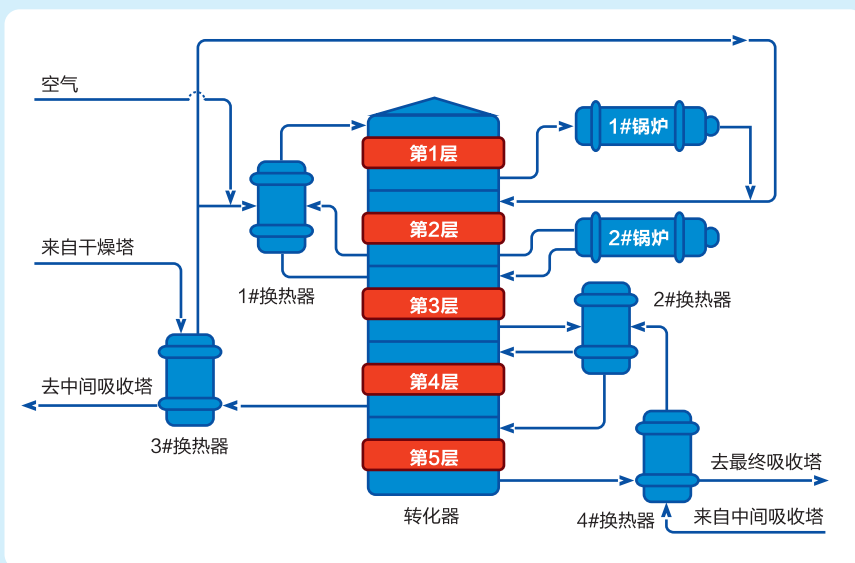 空气
1#锅炉
第1层
第2层
2#锅炉
来自干燥塔
1#换热器
第3层
2#换热器
去中间吸收塔
第4层
3#换热器
第5层
去最终吸收塔
转化器
4#换热器
来自中间吸收塔